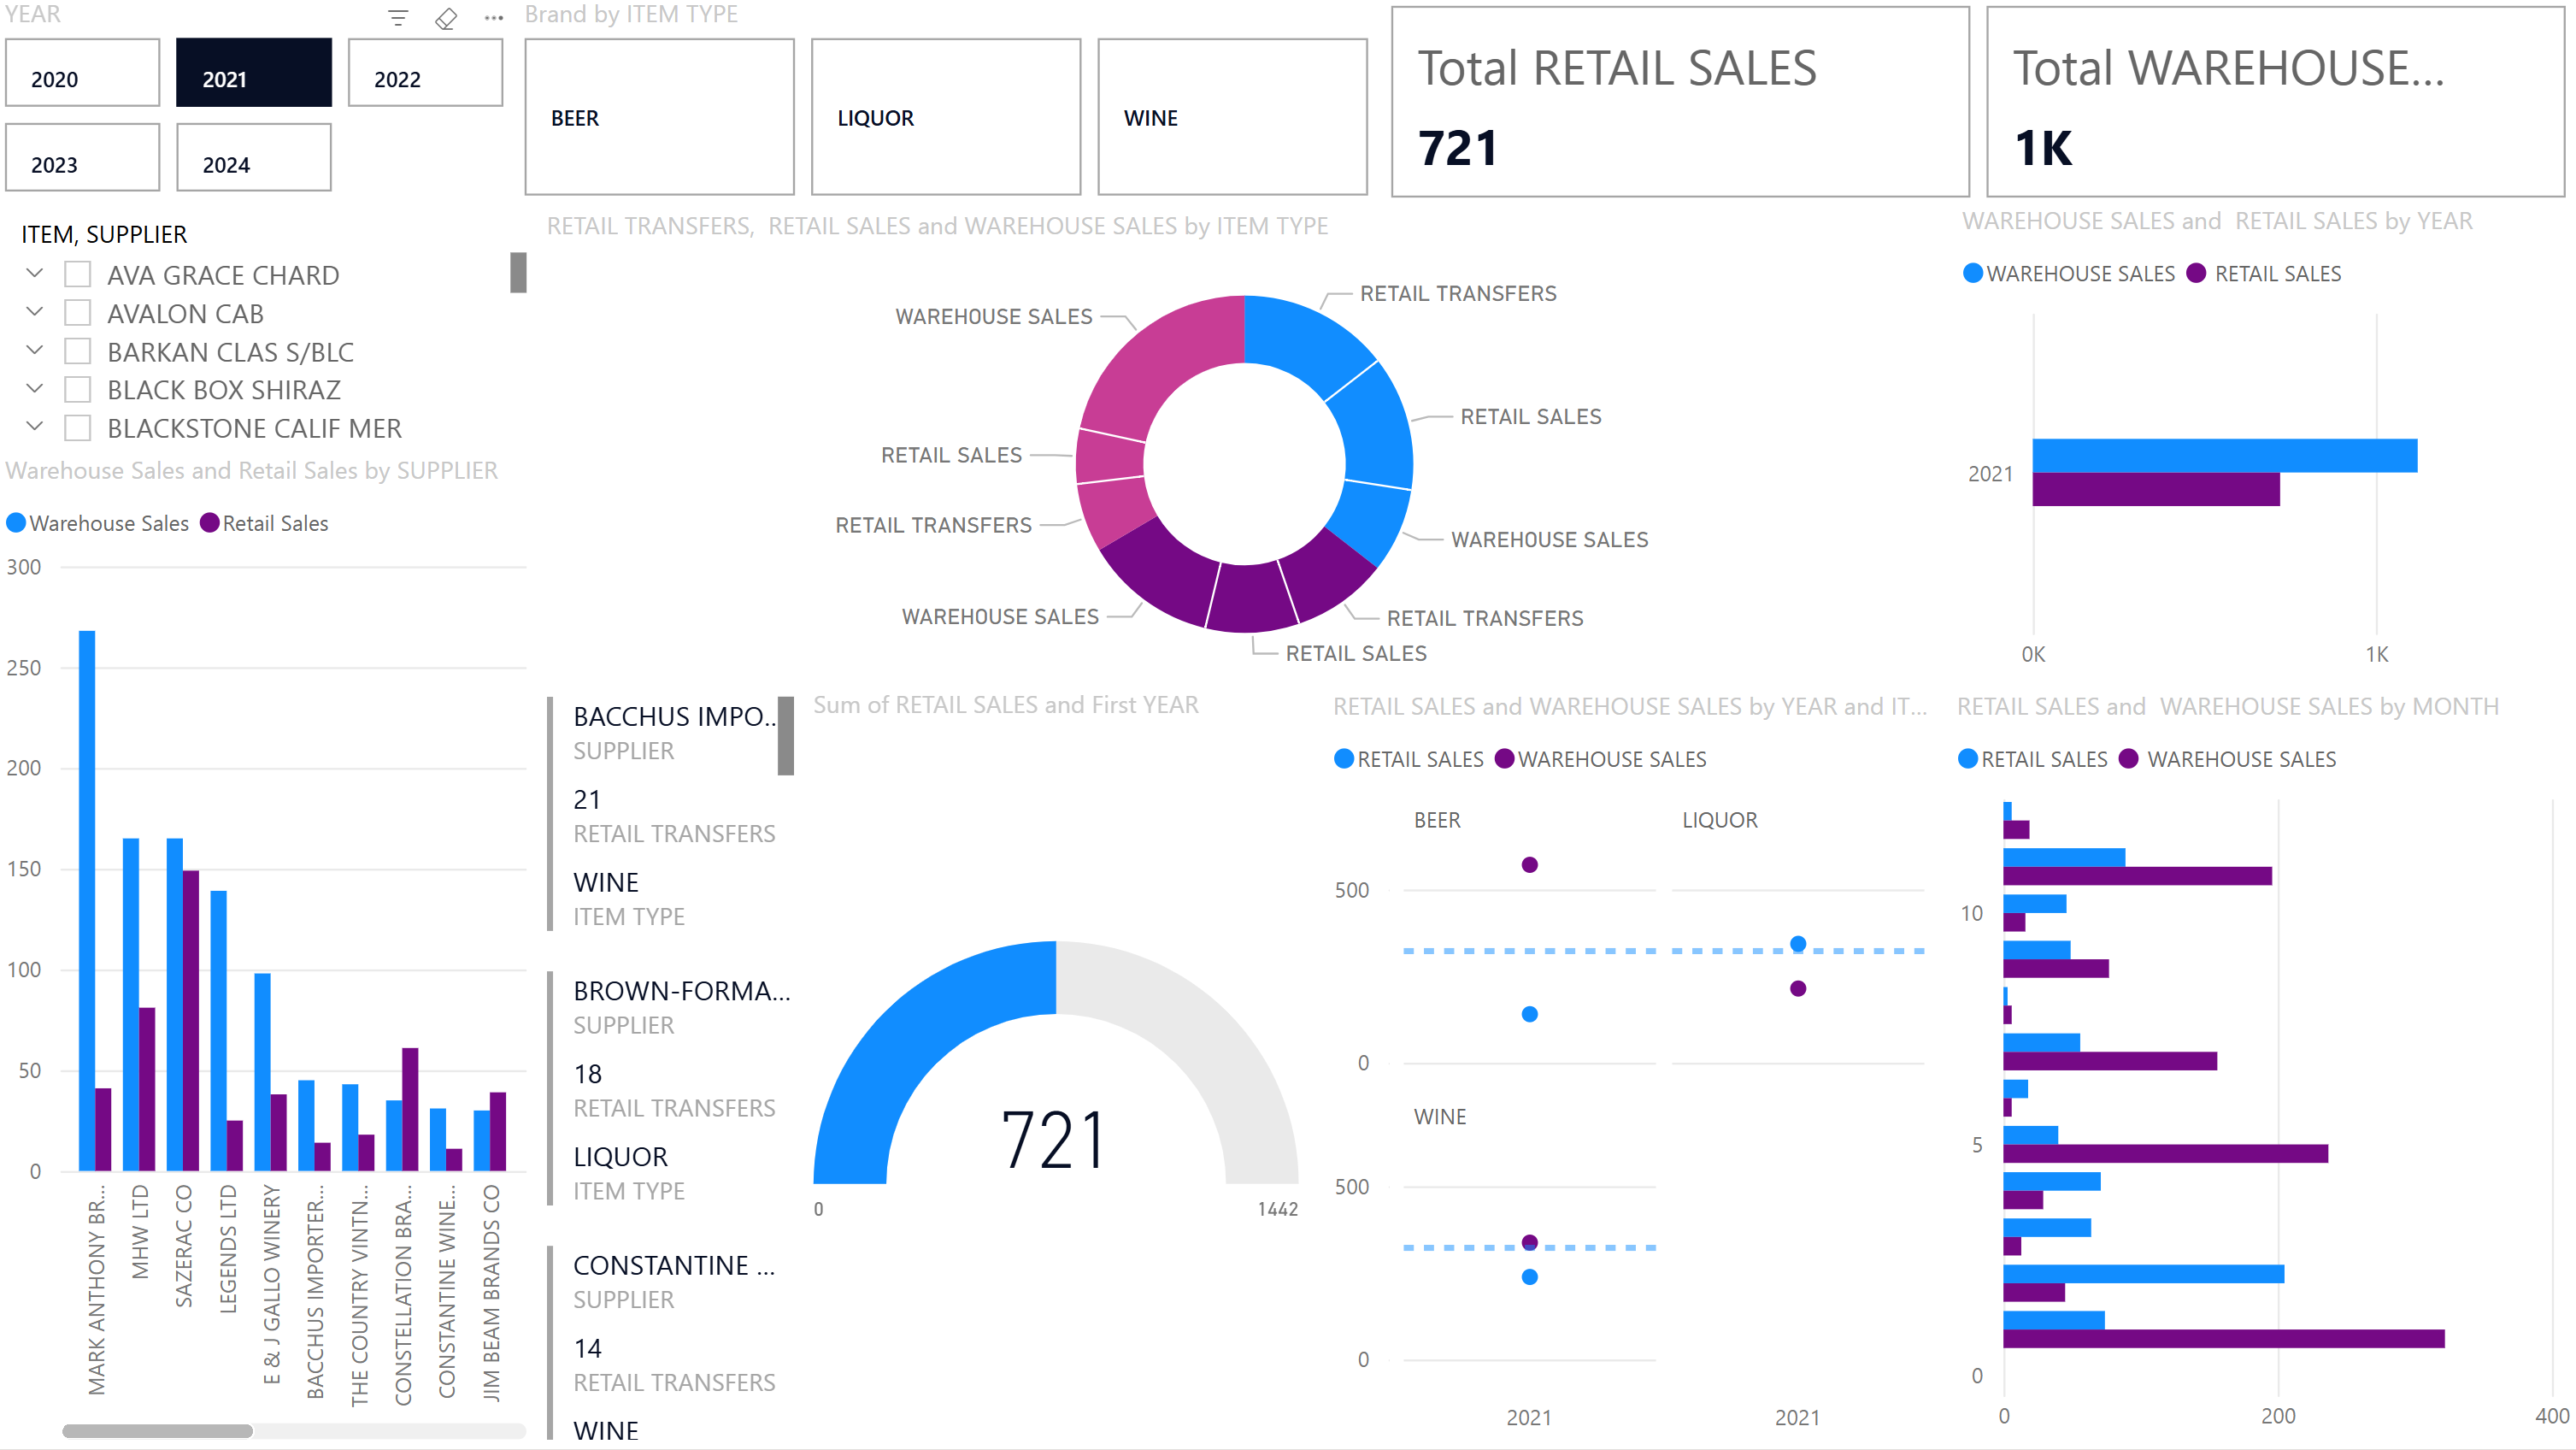 YEAR
2020
2021
2022
2023
2024
Brand by ITEM TYPE
BEER
LIQUOR
WINE
Total RETAIL SALES
721
Total WAREHOUSE...
1K
ITEM, SUPPLIER
AVA GRACE CHARD
AVALON CAB
BARKAN CLAS S/BLC
BLACK BOX SHIRAZ
BLACKSTONE CALIF MER
RETAIL TRANSFERS, RETAIL SALES and WAREHOUSE SALES by ITEM TYPE
RETAIL TRANSFERS
WAREHOUSE SALES
RETAIL SALES
RETAIL SALES
RETAIL TRANSFERS
WAREHOUSE SALES
WAREHOUSE SALES
RETAIL TRANSFERS
RETAIL SALES
WAREHOUSE SALES and RETAIL SALES by YEAR
WAREHOUSE SALES RETAIL SALES
2021
0K 1K
Warehouse Sales and Retail Sales by SUPPLIER
Warehouse Sales Retail Sales
300
250
200
150
100
50
0
MARK ANTHONY BR...
MHW LTD
SAZERAC CO
LEGENDS LTD
E & J GALLO WINERY
BACCHUS IMPORTER...
THE COUNTRY VINTN...
CONSTELLATION BRA...
CONSTANTINE WINE...
JIM BEAM BRANDS CO
BACCHUS IMPO...
SUPPLIER
21
RETAIL TRANSFERS
WINE
ITEM TYPE
BROWN-FORMA...
SUPPLIER
18
RETAIL TRANSFERS
LIQUOR
ITEM TYPE
CONSTANTINE ...
SUPPLIER
14
RETAIL TRANSFERS
WINE
Sum of RETAIL SALES and First YEAR
721
0 1442
RETAIL SALES and WAREHOUSE SALES by YEAR and IT...
RETAIL SALES WAREHOUSE SALES
BEER LIQUOR
500
0
WINE
500
0
2021 2021
RETAIL SALES and WAREHOUSE SALES by MONTH
RETAIL SALES WAREHOUSE SALES
10
5
0
0 200 400